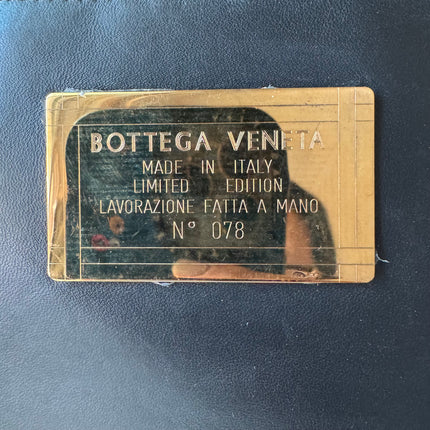 BOTTEGA VENETA
MADE IN ITALY
LIMITED EDITION
LAVORAZIONE FATTA A MANO
N° 078